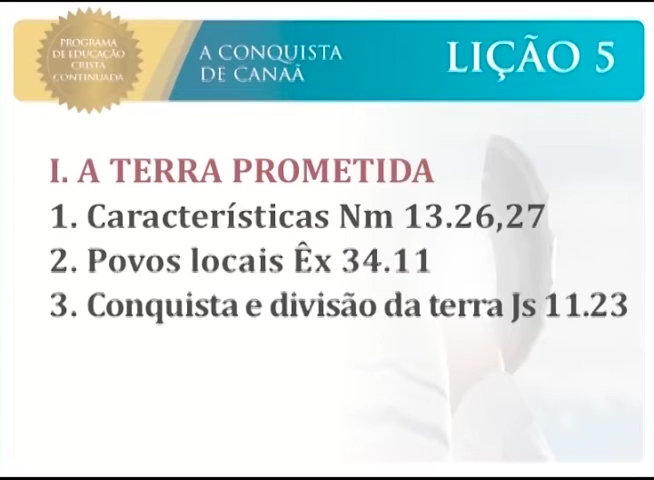 PROGRAMA
DE EDUCAÇÃO
CRISTÃ
CONTINUADA
A CONQUISTA
DE CANAÃ
LIÇÃO 5
I. A TERRA PROMETIDA
1. Características Nm 13.26,27
2. Povos locais Êx 34.11
3. Conquista e divisão da terra Js 11.23